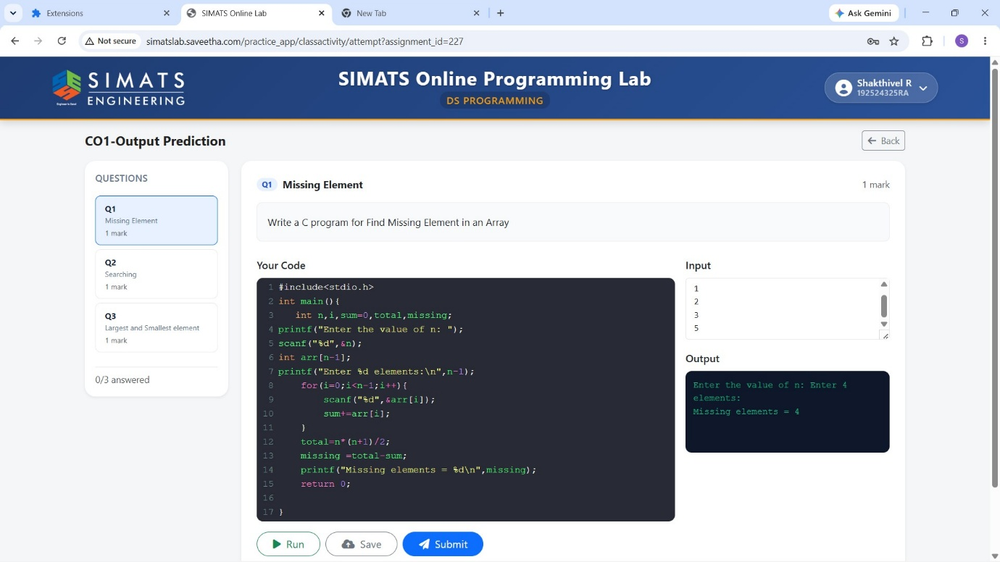 Extensions
SIMATS Online Lab
New Tab
Ask Gemini
Not secure
simatslab.saveetha.com/practice_app/classactivity/attempt?assignment_id=227
S
SIMATS
ENGINEERING
SIMATS Online Programming Lab
DS PROGRAMMING
Shakthivel R
192524325RA
CO1-Output Prediction
Back
QUESTIONS
Q1
Missing Element
1 mark
Q2
Searching
1 mark
Q3
Largest and Smallest element
1 mark
0/3 answered
Q1 Missing Element
1 mark
Write a C program for Find Missing Element in an Array
Your Code
1 #include<stdio.h>
2 int main(){
3    int n,i,sum=0,total,missing;
4 printf("Enter the value of n: ");
5 scanf("%d",&n);
6 int arr[n-1];
7 printf("Enter %d elements:\n",n-1);
8     for(i=0;i<n-1;i++){
9         scanf("%d",&arr[i]);
10         sum+=arr[i];
11     }
12     total=n*(n+1)/2;
13     missing =total-sum;
14     printf("Missing elements = %d\n",missing);
15     return 0;
16
17 }
Input
1
2
3
5
Output
Enter the value of n: Enter 4
elements:
Missing elements = 4
Run
Save
Submit